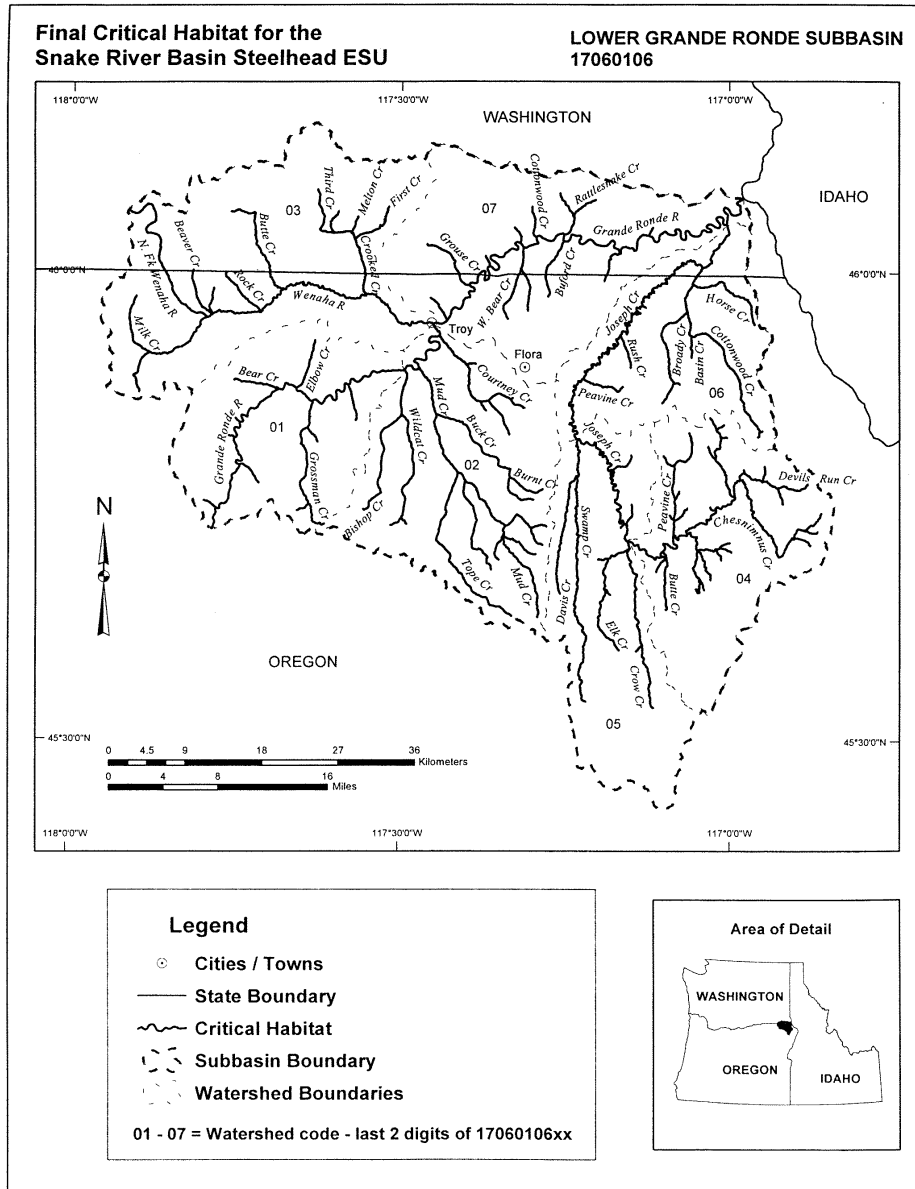 Final Critical Habitat for the
Snake River Basin Steelhead ESU
LOWER GRANDE RONDE SUBBASIN
17060106
118°0'0"W
117°30'0"W
117°0'0"W
WASHINGTON
IDAHO
OREGON
46°0'0"N
46°0'0"N
45°30'0"N
45°30'0"N
118°0'0"W
117°30'0"W
117°0'0"W
03
07
01
02
06
04
05
Third Cr
Melton Cr
First Cr
Cottonwood Cr
Rattlesnake Cr
Grande Ronde R
N. Fk Wenaha R
Beaver Cr
Butte Cr
Rock Cr
Wenaha R
Crooked Cr
Grouse Cr
W. Bear Cr
Buford Cr
Milk Cr
Troy
Flora
Joseph Cr
Rush Cr
Horse Cr
Broady Cr
Basin Cr
Cottonwood Cr
Bear Cr
Elbow Cr
Grande Ronde R
Grossman Cr
Mud Cr
Courtney Cr
Wildcat Cr
Buck Cr
Burnt Cr
Bishop Cr
Tope Cr
Mud Cr
Peavine Cr
Joseph Cr
Davis Cr
Swamp Cr
Elk Cr
Crow Cr
Peavine Cr
Butte Cr
Chesnimnus Cr
Devils Run Cr
N
0 4.5 9 18 27 36
Kilometers
0 4 8 16
Miles
Legend
Cities / Towns
State Boundary
Critical Habitat
Subbasin Boundary
Watershed Boundaries
01 - 07 = Watershed code - last 2 digits of 17060106xx
Area of Detail
WASHINGTON
OREGON
IDAHO